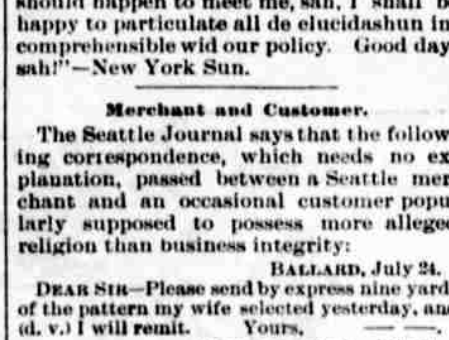 should happen to meet me, sah, I shall b
happy to particulate all de elucidashun in
comprehensible wid our policy. Good day
sah!"—New York Sun.
Merchant and Customer.
The Seattle Journal says that the follow
ing correspondence, which needs no ex
planation, passed between a Seattle mer
chant and an occasional customer popu
larly supposed to possess more allege
religion than business integrity:
BALLARD, July 24.
DEAR SIR—Please send by express nine yard
of the pattern my wife selected yesterday, an
(d. v.) I will remit. Yours, — —.